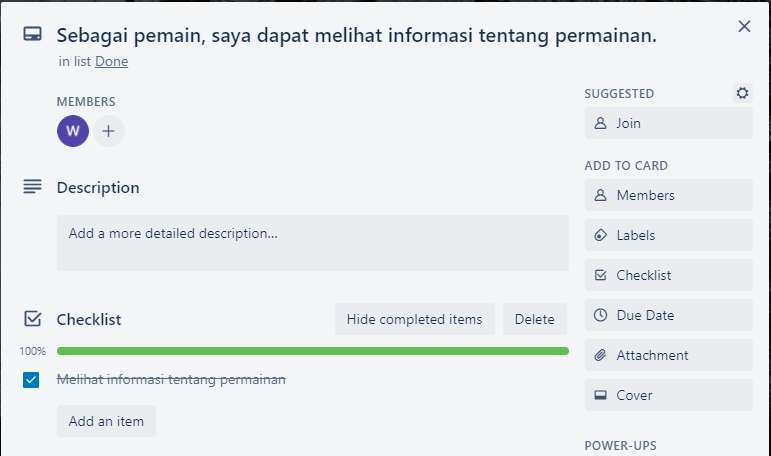 Sebagai pemain, saya dapat melihat informasi tentang permainan.
in list Done
MEMBERS
W
Description
Add a more detailed description...
Checklist
Hide completed items
Delete
100%
Melihat informasi tentang permainan
Add an item
SUGGESTED
Join
ADD TO CARD
Members
Labels
Checklist
Due Date
Attachment
Cover
POWER-UPS